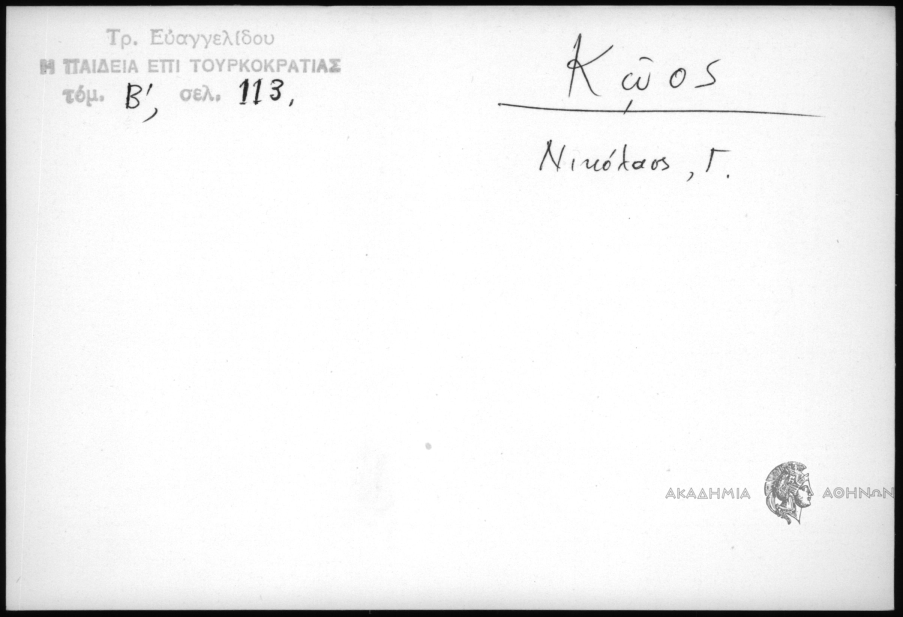 Τρ. Εὐαγγελίδου
Η ΠΑΙΔΕΙΑ ΕΠΙ ΤΟΥΡΚΟΚΡΑΤΙΑΣ
τόμ. Β', σελ. 113,
Κῷος
Νικόλαος, Γ.
ΑΚΑΔΗΜΙΑ ΑΘΗΝΩΝ